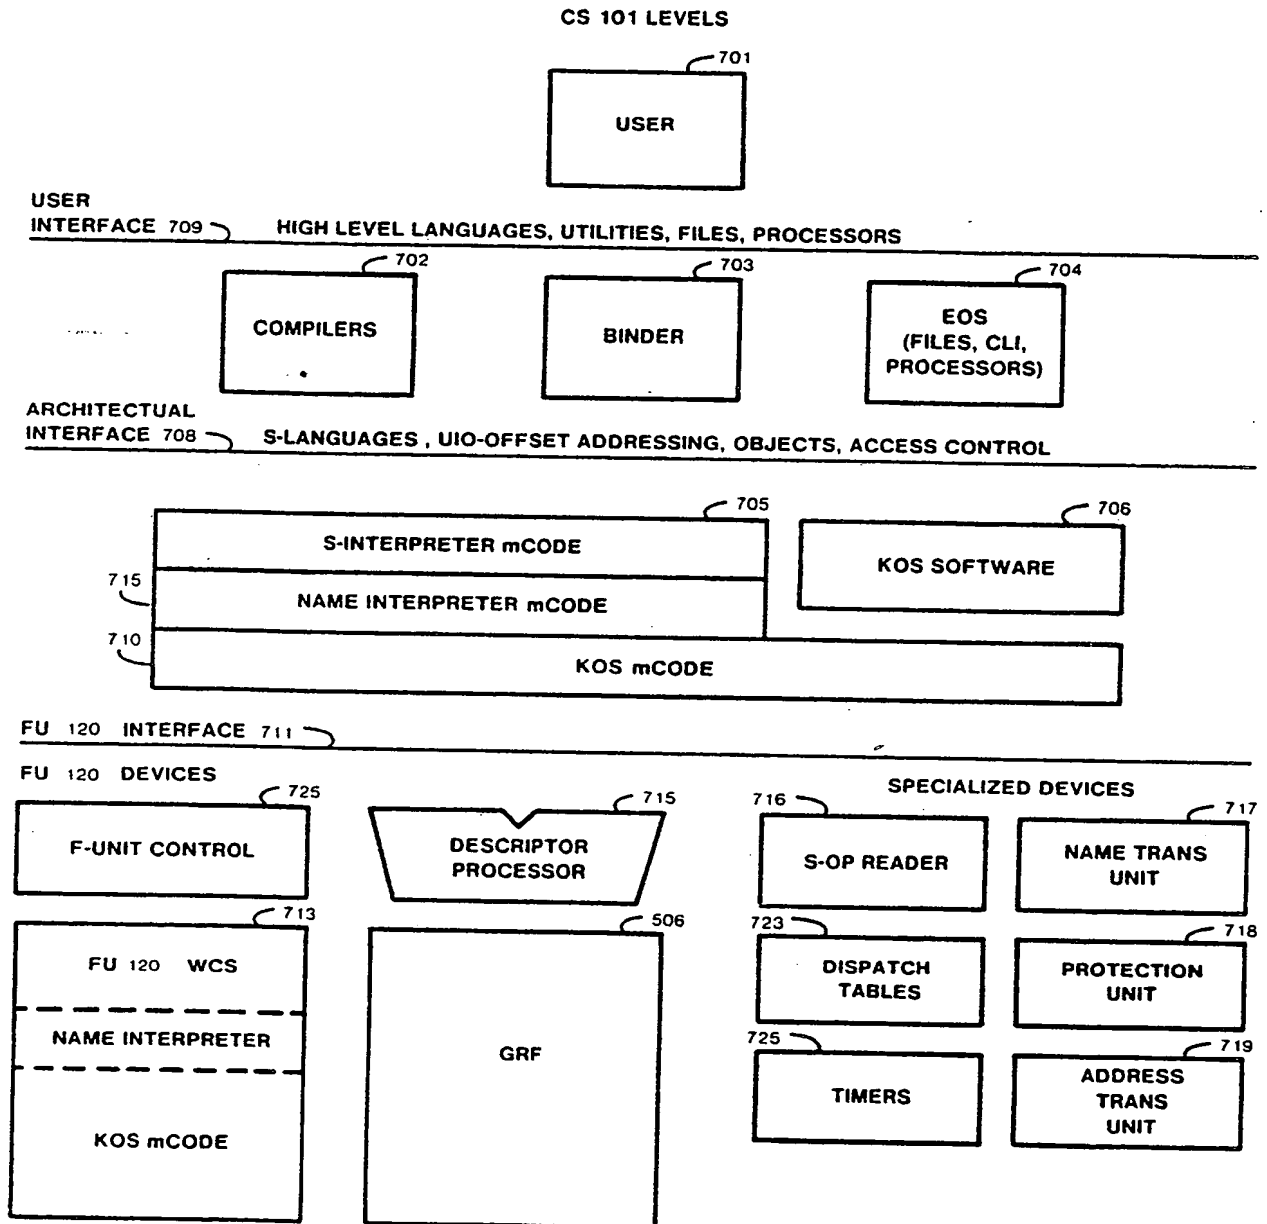 CS 101 LEVELS
701
USER
USER
INTERFACE 709
HIGH LEVEL LANGUAGES, UTILITIES, FILES, PROCESSORS
702
703
704
COMPILERS
BINDER
EOS
(FILES, CLI,
PROCESSORS)
ARCHITECTUAL
INTERFACE 708
S-LANGUAGES , UIO-OFFSET ADDRESSING, OBJECTS, ACCESS CONTROL
705
706
S-INTERPRETER mCODE
KOS SOFTWARE
715
NAME INTERPRETER mCODE
710
KOS mCODE
FU 120 INTERFACE 711
FU 120 DEVICES
SPECIALIZED DEVICES
725
715
716
717
F-UNIT CONTROL
DESCRIPTOR
PROCESSOR
S-OP READER
NAME TRANS
UNIT
713
506
723
718
FU 120 WCS
DISPATCH
TABLES
PROTECTION
UNIT
NAME INTERPRETER
GRF
725
719
TIMERS
ADDRESS
TRANS
UNIT
KOS mCODE